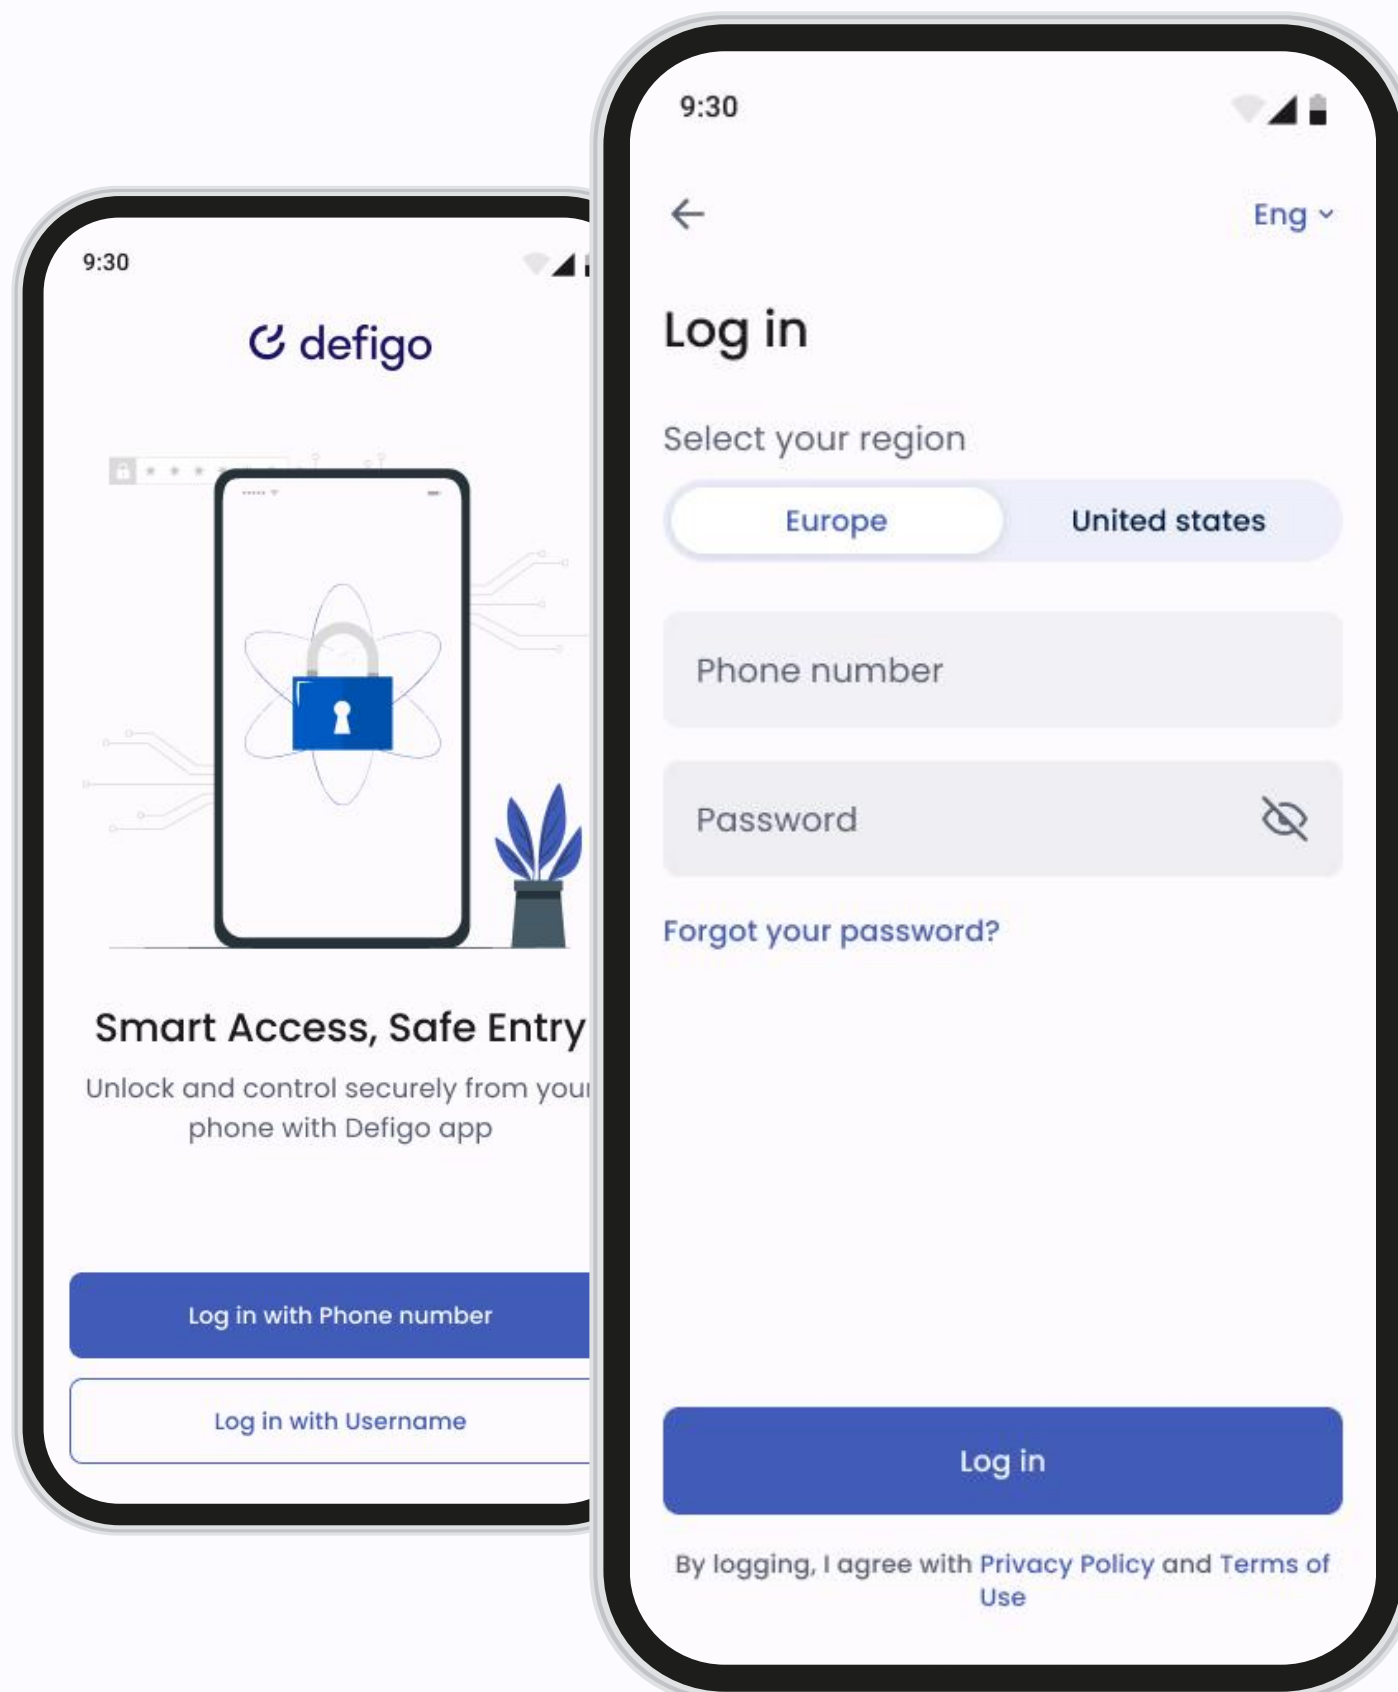 9:30
defigo
* * * *
Smart Access, Safe Entry
Unlock and control securely from your
phone with Defigo app
Log in with Phone number
Log in with Username
9:30
Eng
Log in
Select your region
Europe
United states
Phone number
Password
Forgot your password?
Log in
By logging, I agree with Privacy Policy and Terms of
Use